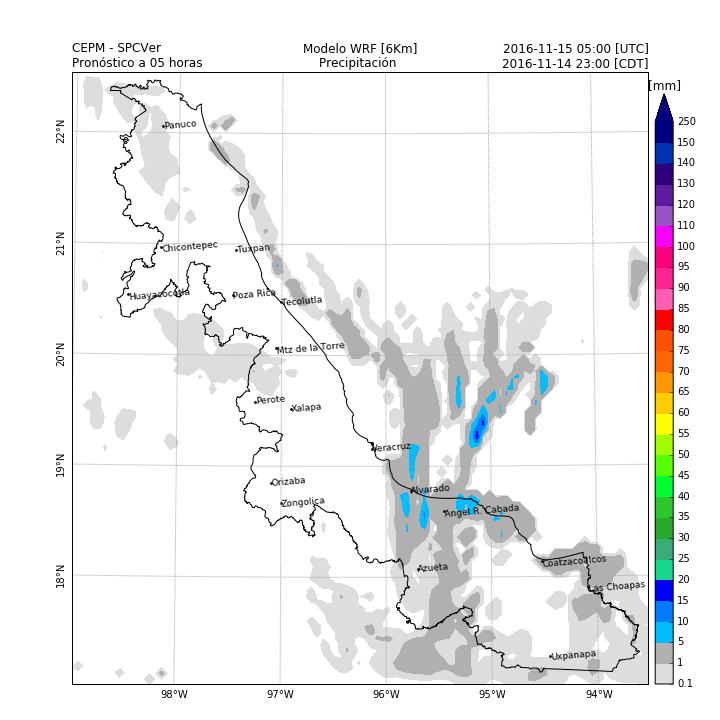 CEPM - SPCVer
Modelo WRF [6Km]
2016-11-15 05:00 [UTC]
Pronóstico a 05 horas
Precipitación
2016-11-14 23:00 [CDT]
[mm]
250
150
140
130
120
110
100
95
90
85
80
75
70
65
60
55
50
45
40
35
30
25
20
15
10
5
1
0.1
22°N
21°N
20°N
19°N
18°N
98°W
97°W
96°W
95°W
94°W
Panuco
Chicontepec
Tuxpan
Huayacocotla
Poza Rica
Tecolutla
Mtz de la Torre
Perote
Xalapa
Veracruz
Orizaba
Zongolica
Alvarado
Angel R. Cabada
Azueta
Coatzacoalcos
Las Choapas
Uxpanapa